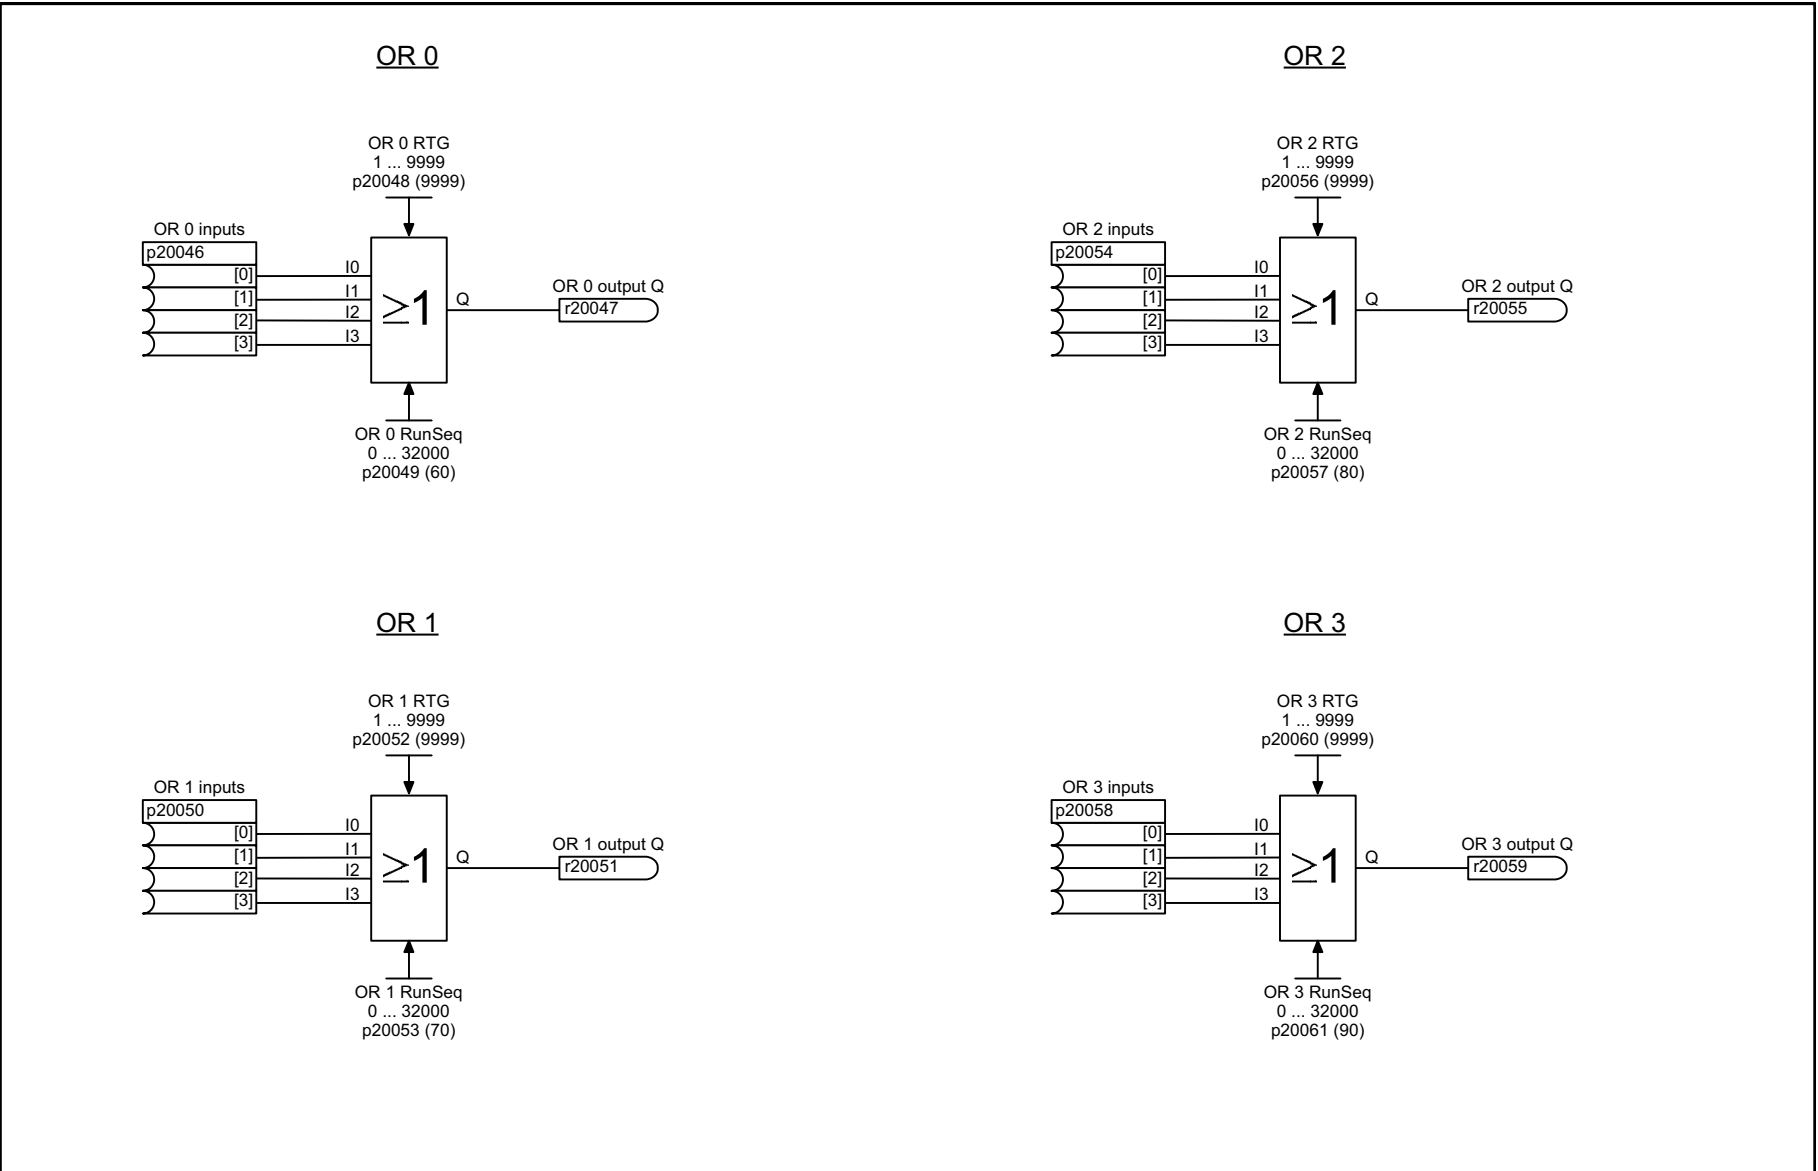 OR 0
OR 0 RTG
1 ... 9999
p20048 (9999)
OR 0 inputs
p20046
[0]
[1]
[2]
[3]
I0
I1
I2
I3
≥1
Q
OR 0 output Q
r20047
OR 0 RunSeq
0 ... 32000
p20049 (60)
OR 2
OR 2 RTG
1 ... 9999
p20056 (9999)
OR 2 inputs
p20054
[0]
[1]
[2]
[3]
I0
I1
I2
I3
≥1
Q
OR 2 output Q
r20055
OR 2 RunSeq
0 ... 32000
p20057 (80)
OR 1
OR 1 RTG
1 ... 9999
p20052 (9999)
OR 1 inputs
p20050
[0]
[1]
[2]
[3]
I0
I1
I2
I3
≥1
Q
OR 1 output Q
r20051
OR 1 RunSeq
0 ... 32000
p20053 (70)
OR 3
OR 3 RTG
1 ... 9999
p20060 (9999)
OR 3 inputs
p20058
[0]
[1]
[2]
[3]
I0
I1
I2
I3
≥1
Q
OR 3 output Q
r20059
OR 3 RunSeq
0 ... 32000
p20061 (90)